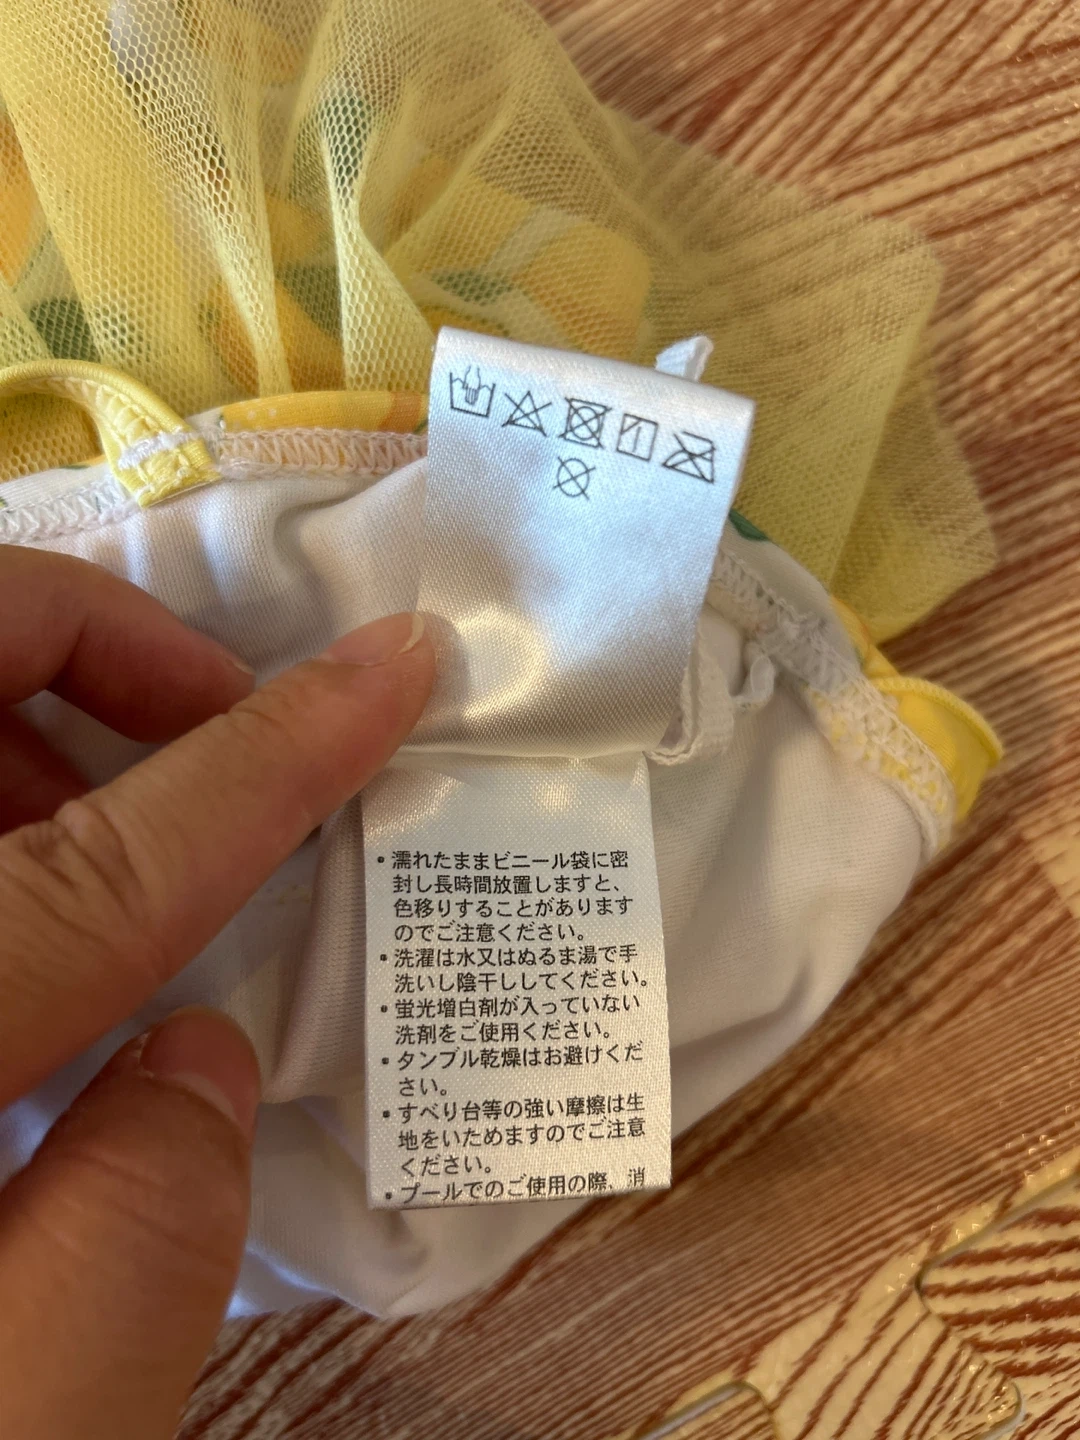 ・濡れたままビニール袋に密
封し長時間放置しますと、
色移りすることがあります
のでご注意ください。
・洗濯は水又はぬるま湯で手
洗いし陰干ししてください。
・蛍光増白剤が入っていない
洗剤をご使用ください。
・タンブル乾燥はお避けくだ
さい。
・すべり台等の強い摩擦は生
地をいためますのでご注意
ください。
・プールでのご使用の際、消